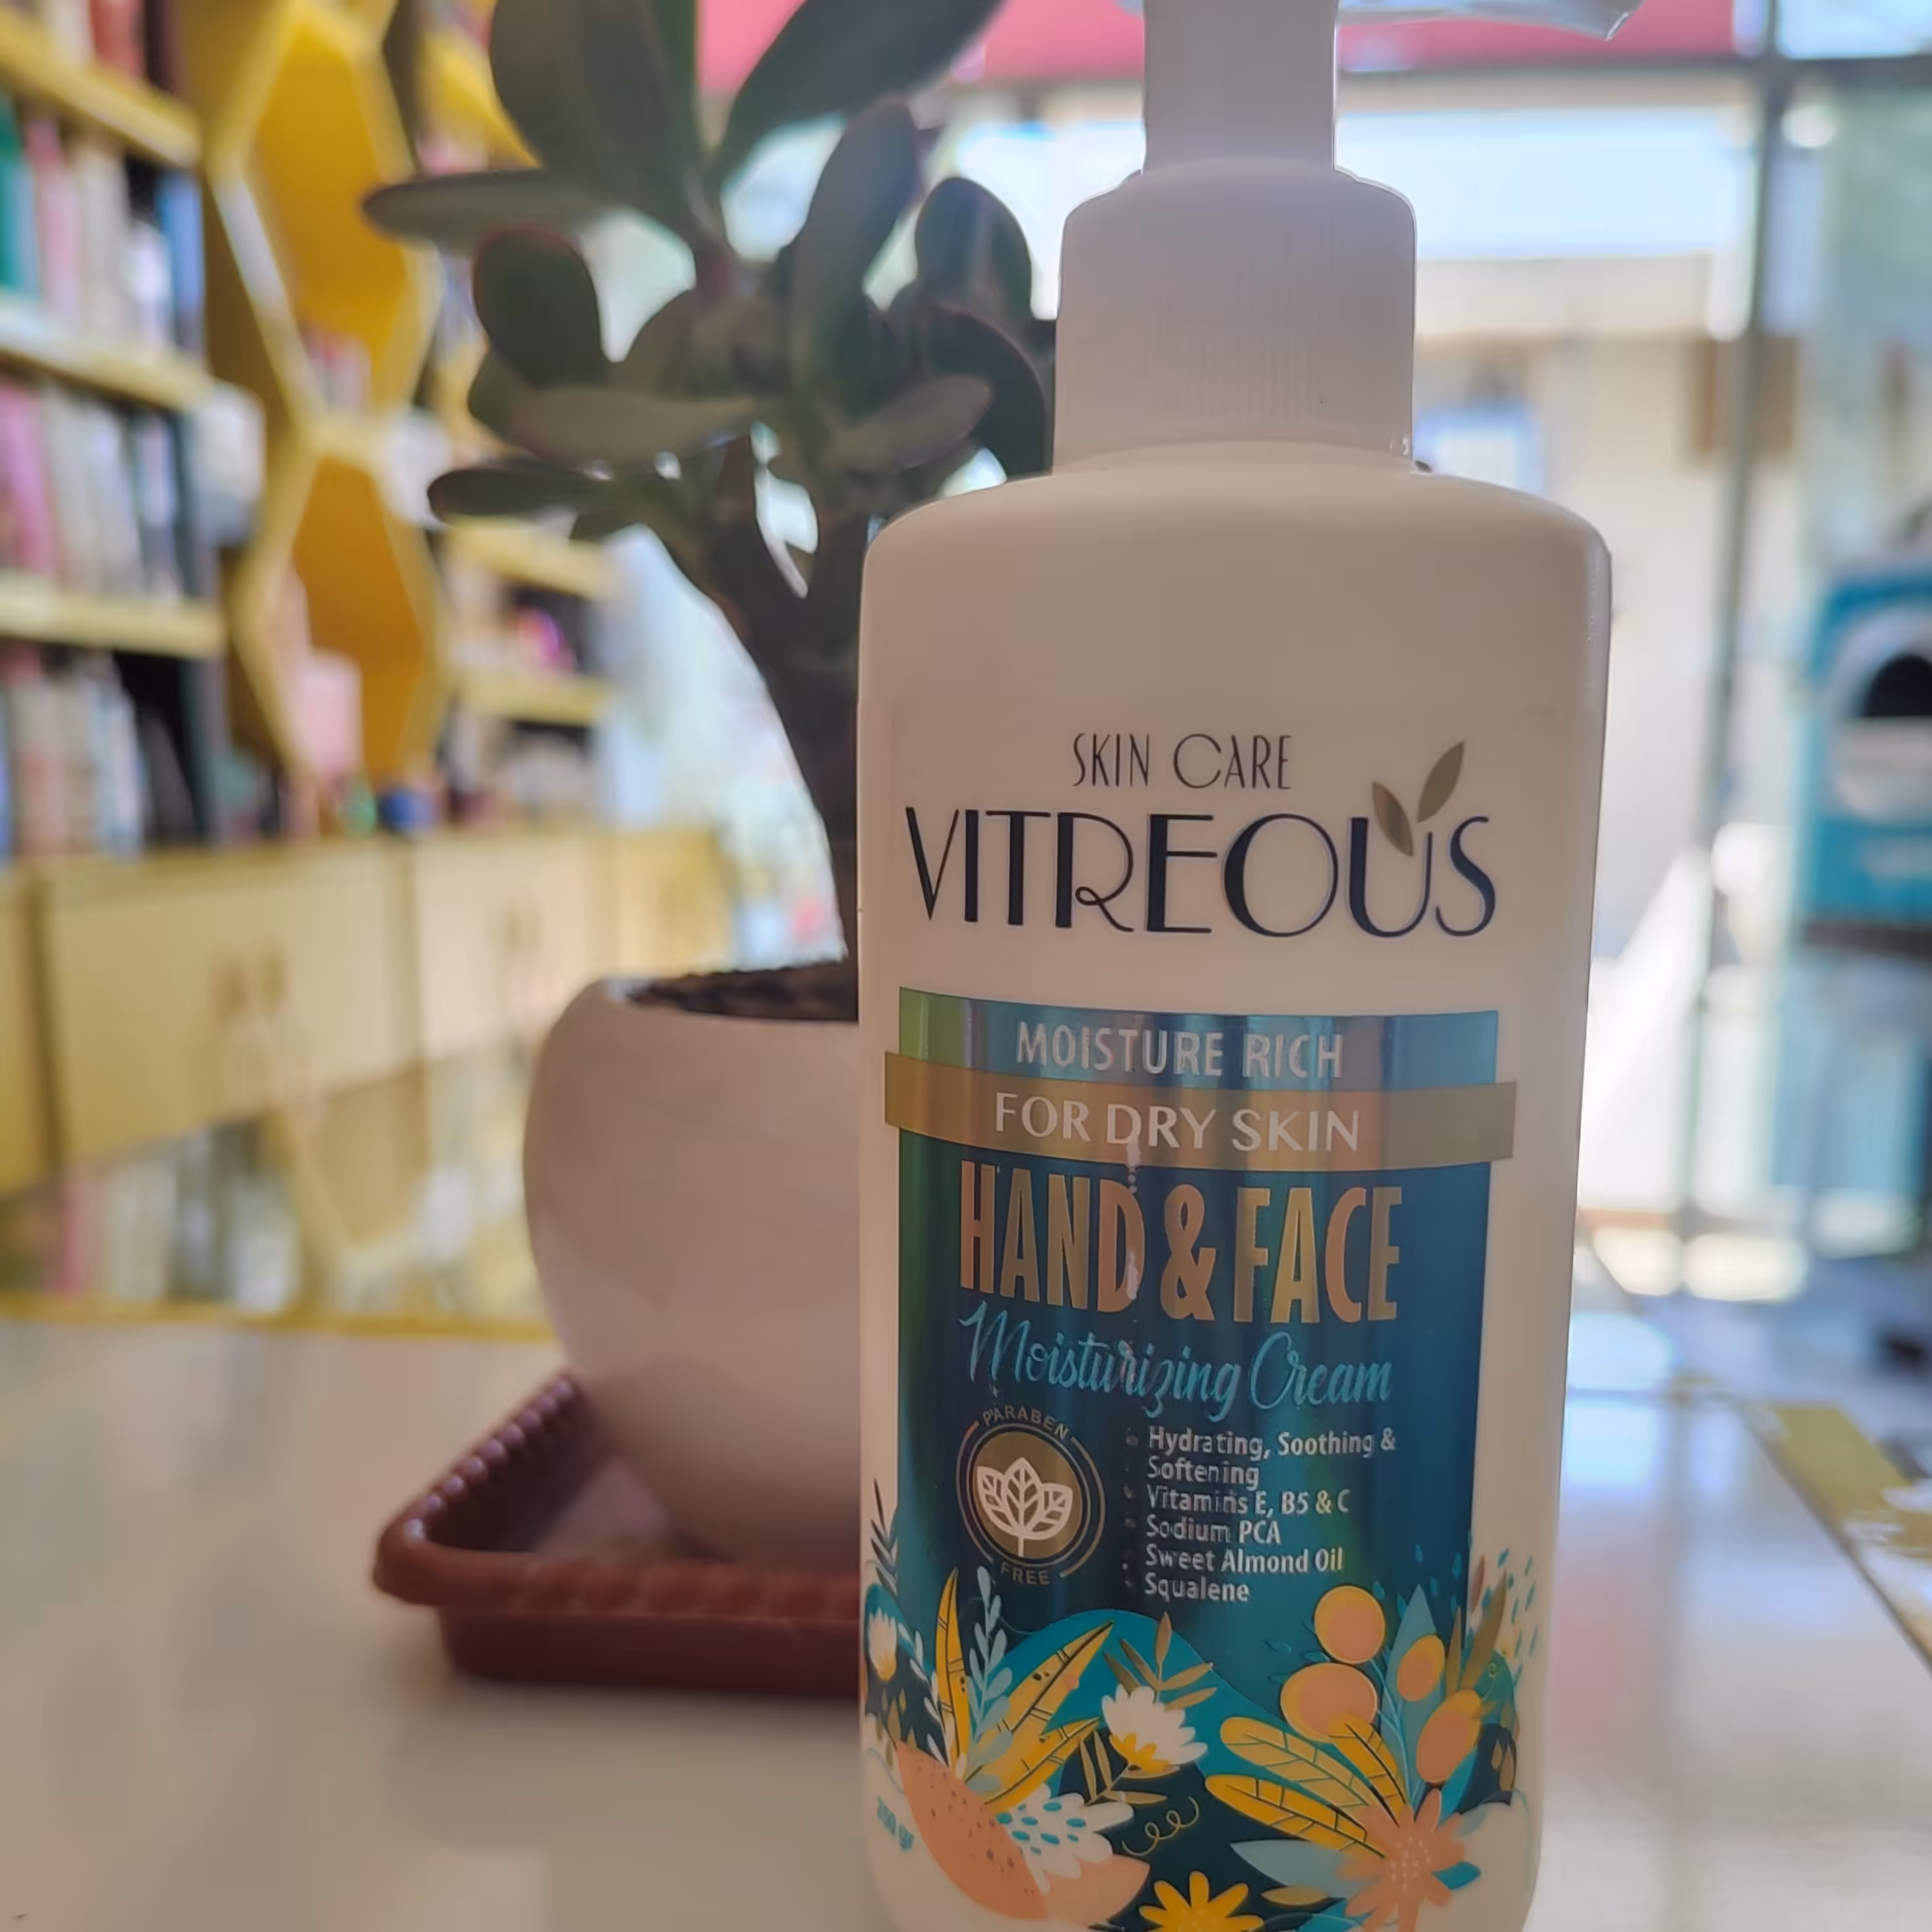 SKIN CARE
VITREOUS
MOISTURE RICH
FOR DRY SKIN
HAND & FACE
Moisturizing Cream
PARABEN
FREE
Hydrating, Soothing &
Softening
Vitamins E, B5 & C
Sodium PCA
Sweet Almond Oil
Squalene